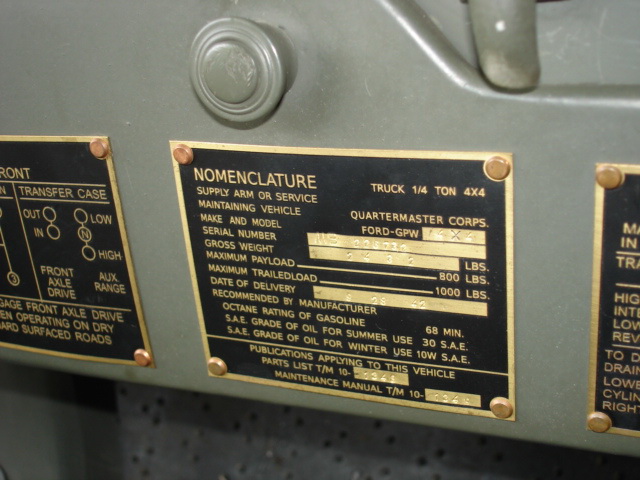 RONT
TRANSFER CASE
OUT
IN
LOW
N
HIGH
FRONT AXLE DRIVE
AUX. RANGE
GAGE FRONT AXLE DRIVE
EN OPERATING ON DRY
ARD SURFACED ROADS
NOMENCLATURE
TRUCK 1/4 TON 4X4
SUPPLY ARM OR SERVICE
MAINTAINING VEHICLE QUARTERMASTER CORPS.
MAKE AND MODEL FORD-GPW 4X4
SERIAL NUMBER
GROSS WEIGHT LBS.
MAXIMUM PAYLOAD 800 LBS.
MAXIMUM TRAILEDLOAD 1000 LBS.
DATE OF DELIVERY
RECOMMENDED BY MANUFACTURER
OCTANE RATING OF GASOLINE 68 MIN.
S.A.E. GRADE OF OIL FOR SUMMER USE 30 S.A.E.
S.A.E. GRADE OF OIL FOR WINTER USE 10W S.A.E.
PUBLICATIONS APPLYING TO THIS VEHICLE
PARTS LIST T/M 10-
MAINTENANCE MANUAL T/M 10-
MA
IN
TRA
HIGH
INTE
LOW
REV
TO D
DRAIN
LOWE
CYLIN
RIGHT